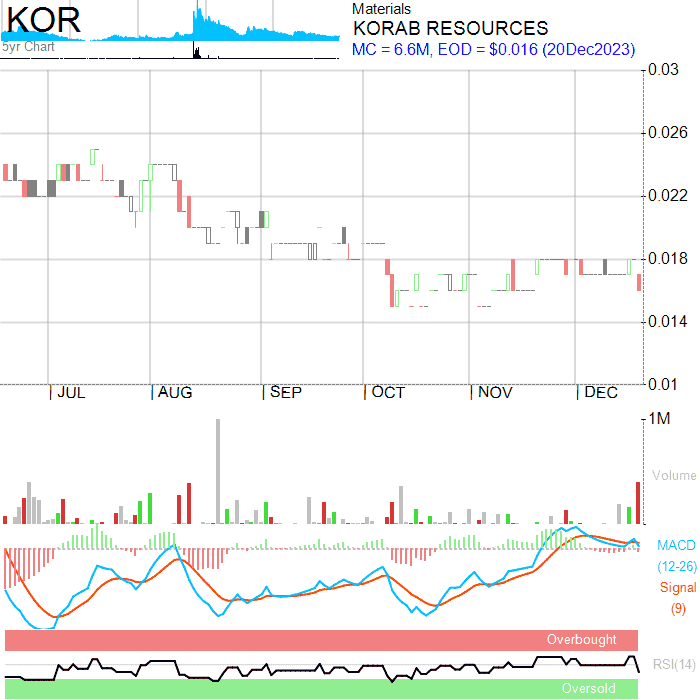 KOR
5yr Chart
Materials
KORAB RESOURCES
MC = 6.6M, EOD = $0.016 (20Dec2023)
0.03
0.026
0.022
0.018
0.014
0.01
JUL
AUG
SEP
OCT
NOV
DEC
1M
Volume
MACD
(12-26)
Signal
(9)
Overbought
RSI(14)
Oversold